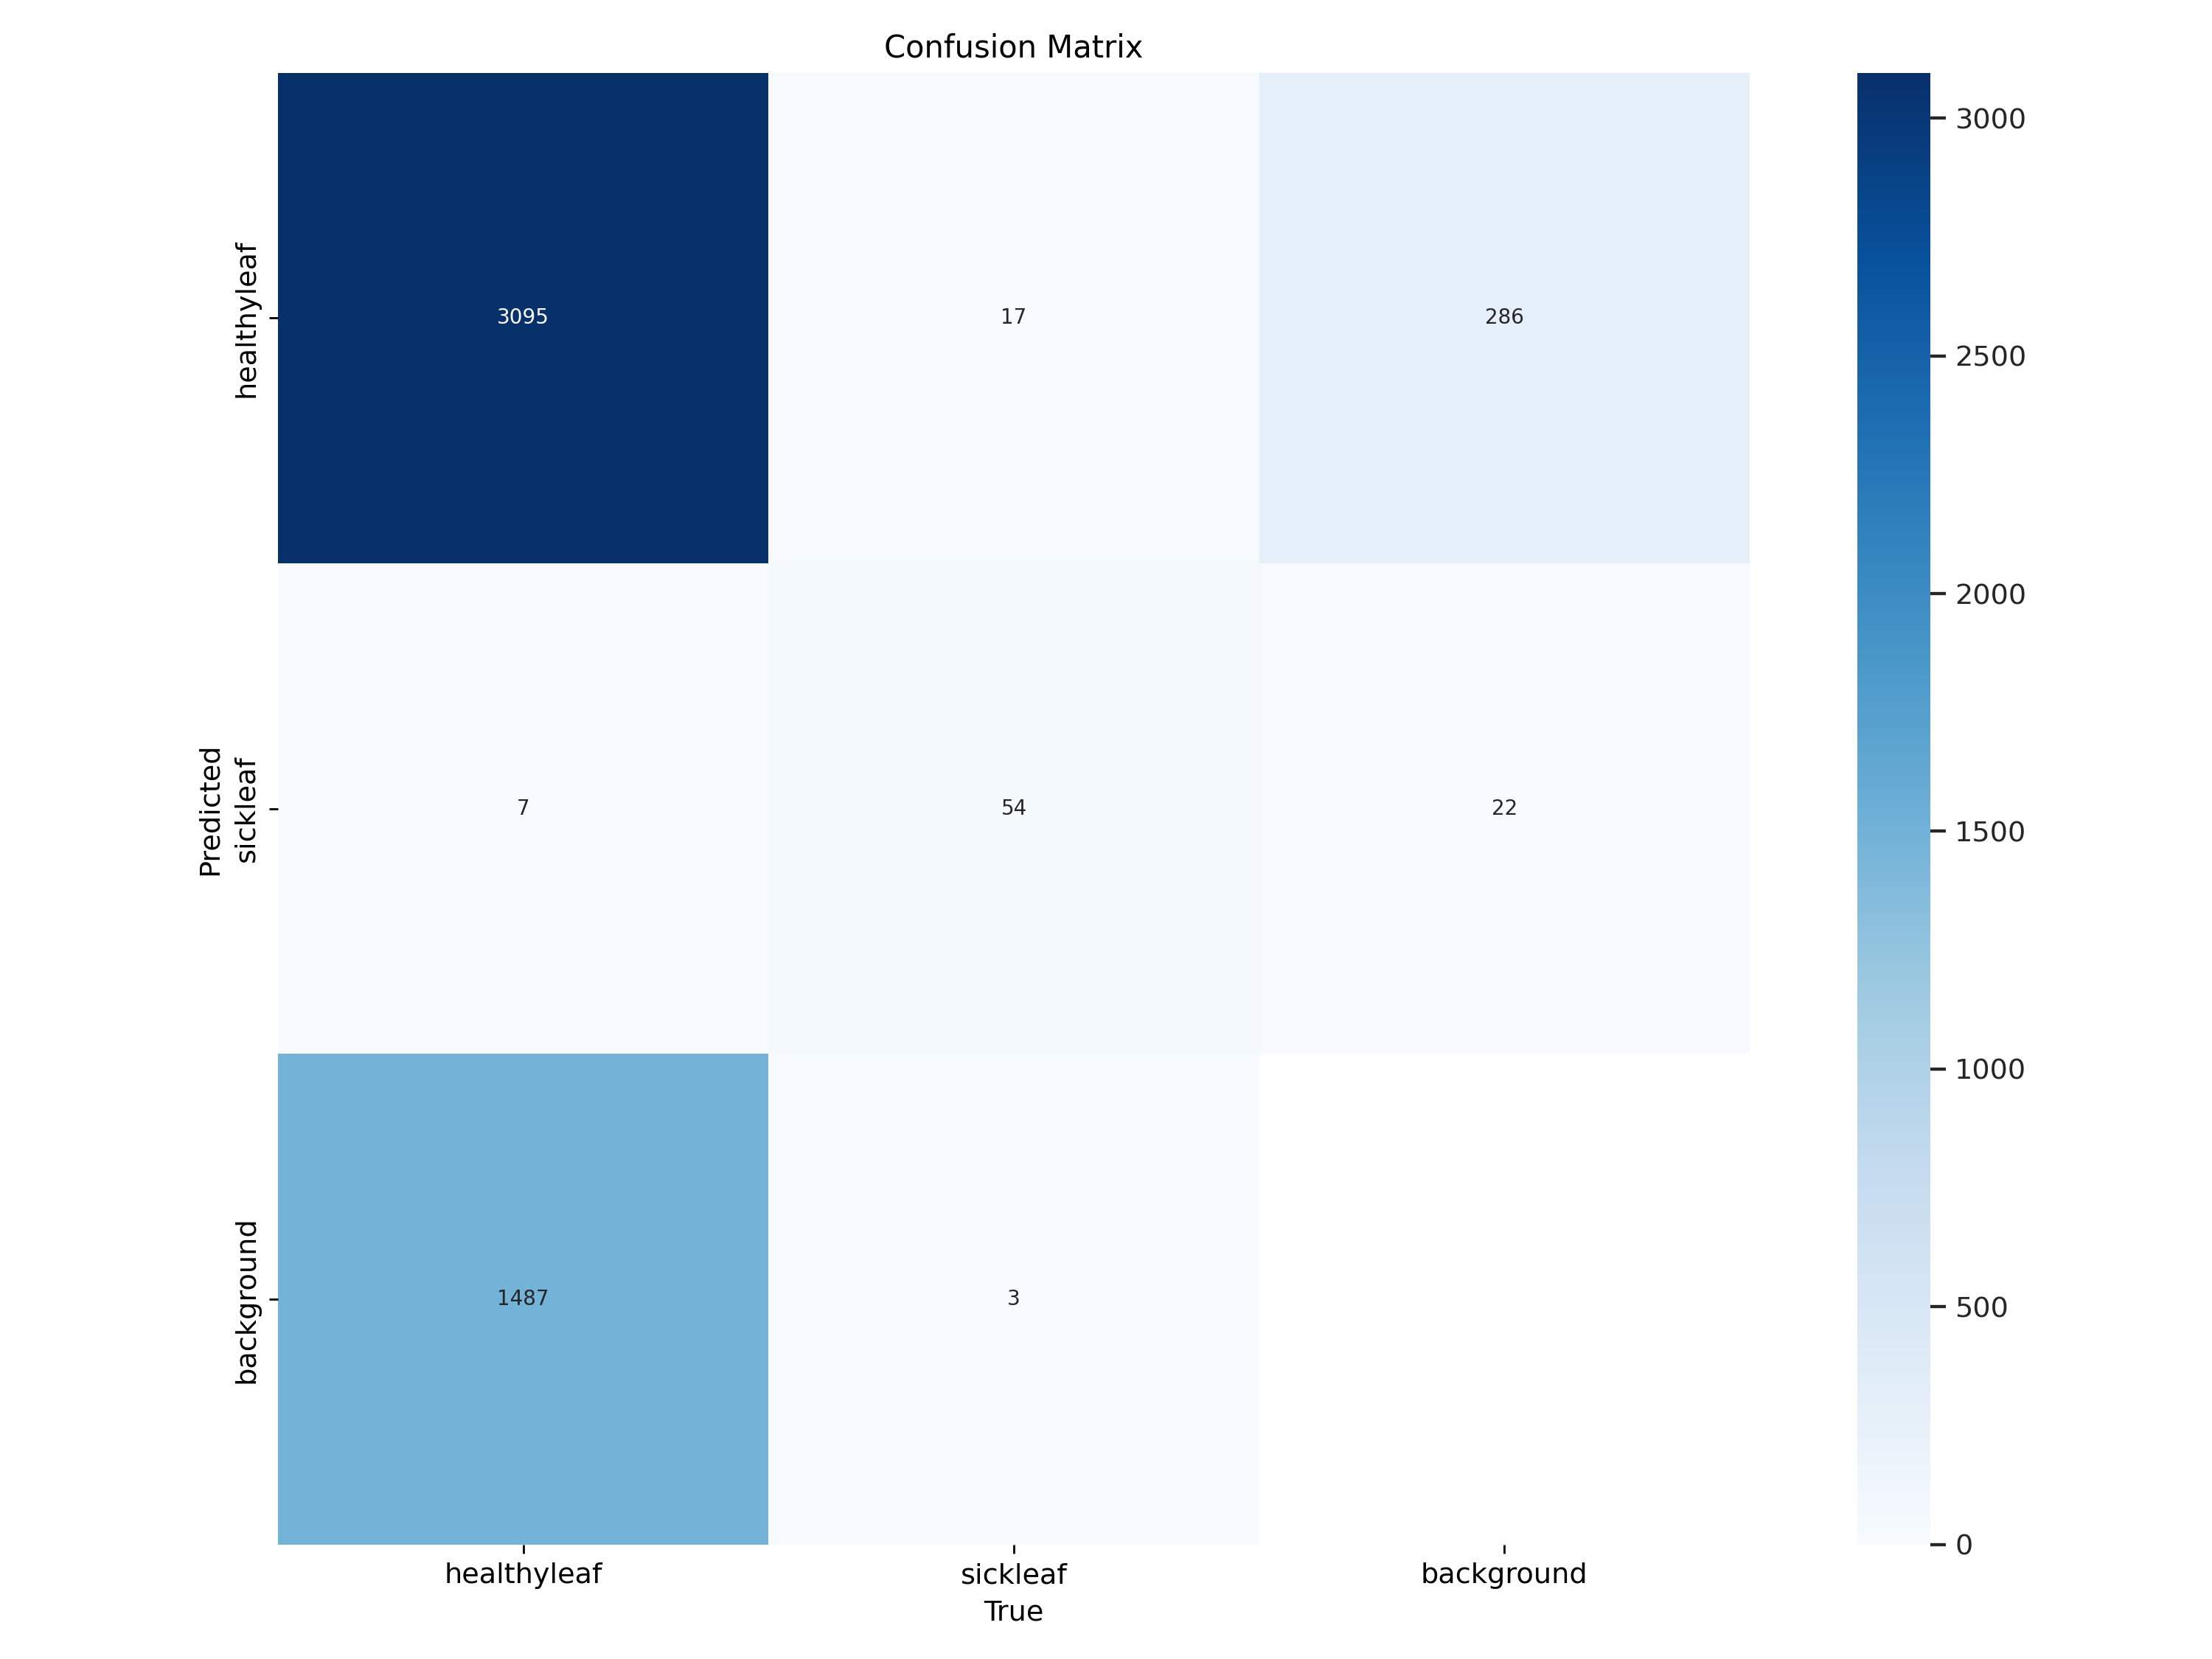 Confusion Matrix
healthyleaf
3095
17
286
3000
2500
2000
Predicted
sickleaf
7
54
22
1500
1000
background
1487
3
500
0
healthyleaf
sickleaf
background
True